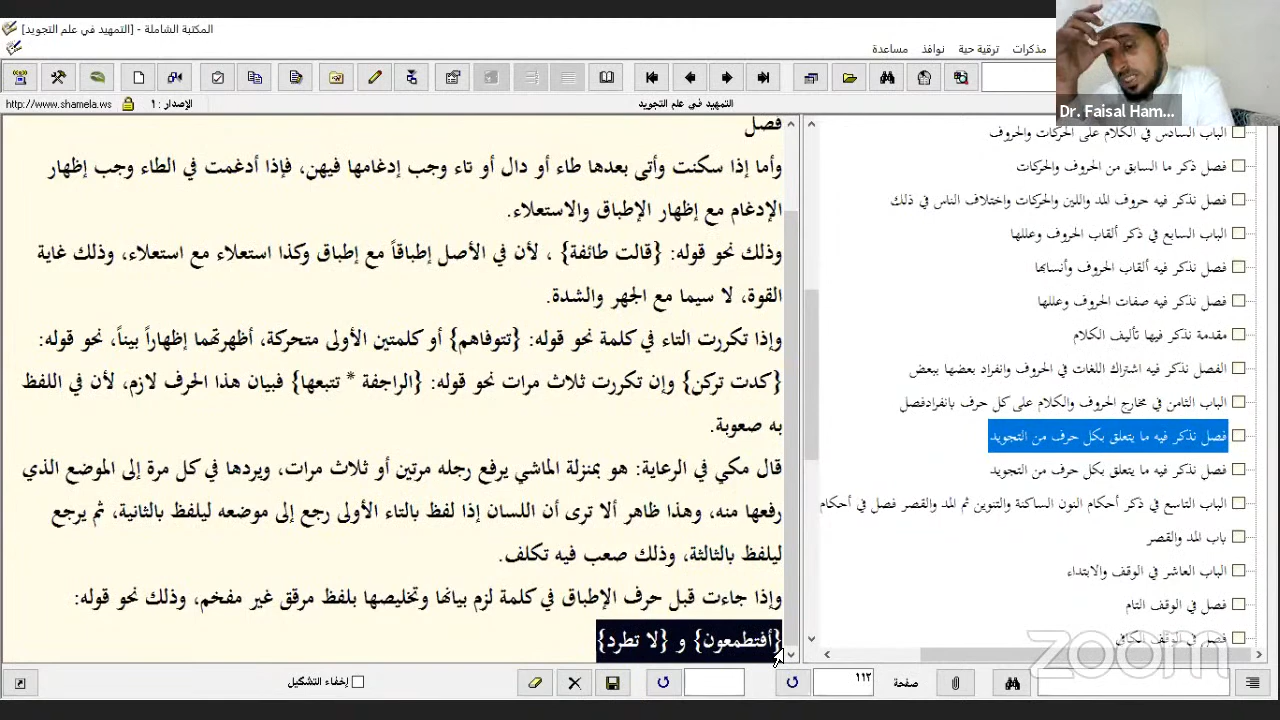 المكتبة الشاملة - [التمهيد في علم التجويد]
مذكرات ترقية حية نوافذ مساعدة
Dr. Faisal Ham...
http://www.shamela.ws
الإصدار : ١
التمهيد في علم التجويد
فصل
وأما إذا سكنت وأتى بعدها طاء أو دال أو تاء وجب إدغامها فيهن، فإذا أدغمت في الطاء وجب إظهار
الإدغام مع إظهار الإطباق والاستعلاء.
وذلك نحو قوله: {قالت طائفة} ، لأن في الأصل إطباقاً مع إطباق وكذا استعلاء مع استعلاء، وذلك غاية
القوة، لا سيما مع الجهر والشدة.
وإذا تكررت التاء في كلمة نحو قوله: {تتوفاهم} أو كلمتين الأولى متحركة، أظهرتهما إظهاراً بيناً، نحو قوله:
{كدت تركن} وإن تكررت ثلاث مرات نحو قوله: {الراجفة * تتبعها} فبيان هذا الحرف لازم، لأن في اللفظ
به صعوبة.
قال مكي في الرعاية: هو بمنزلة الماشي يرفع رجله مرتين أو ثلاث مرات، ويردها في كل مرة إلى الموضع الذي
رفعها منه، وهذا ظاهر ألا ترى أن اللسان إذا لفظ بالتاء الأولى رجع إلى موضعه ليلفظ بالثانية، ثم يرجع
ليلفظ بالثالثة، وذلك صعب فيه تكلف.
وإذا جاءت قبل حرف الإطباق في كلمة لزم بيانها وتخليصها بلفظ مرقق غير مفخم، وذلك نحو قوله:
{أفتطمعون} و {لا تطرد}
الباب السادس في الكلام على الحركات والحروف
فصل ذكر ما السابق من الحروف والحركات
فصل نذكر فيه حروف المد واللين والحركات واختلاف الناس في ذلك
الباب السابع في ذكر ألقاب الحروف وعللها
فصل نذكر فيه ألقاب الحروف وأنسابها
فصل نذكر فيه صفات الحروف وعللها
مقدمة نذكر فيها تأليف الكلام
الفصل نذكر فيه اشتراك اللغات في الحروف وانفراد بعضها ببعض
الباب الثامن في مخارج الحروف والكلام على كل حرف بانفرادفصل
فصل نذكر فيه ما يتعلق بكل حرف من التجويد
فصل نذكر فيه ما يتعلق بكل حرف من التجويد
الباب التاسع في ذكر أحكام النون الساكنة والتنوين ثم المد والقصر فصل في أحكام
باب المد والقصر
الباب العاشر في الوقف والابتداء
فصل في الوقف التام
فصل في الوقف الكافي
zoom
إخفاء التشكيل
صفحة
١١٢